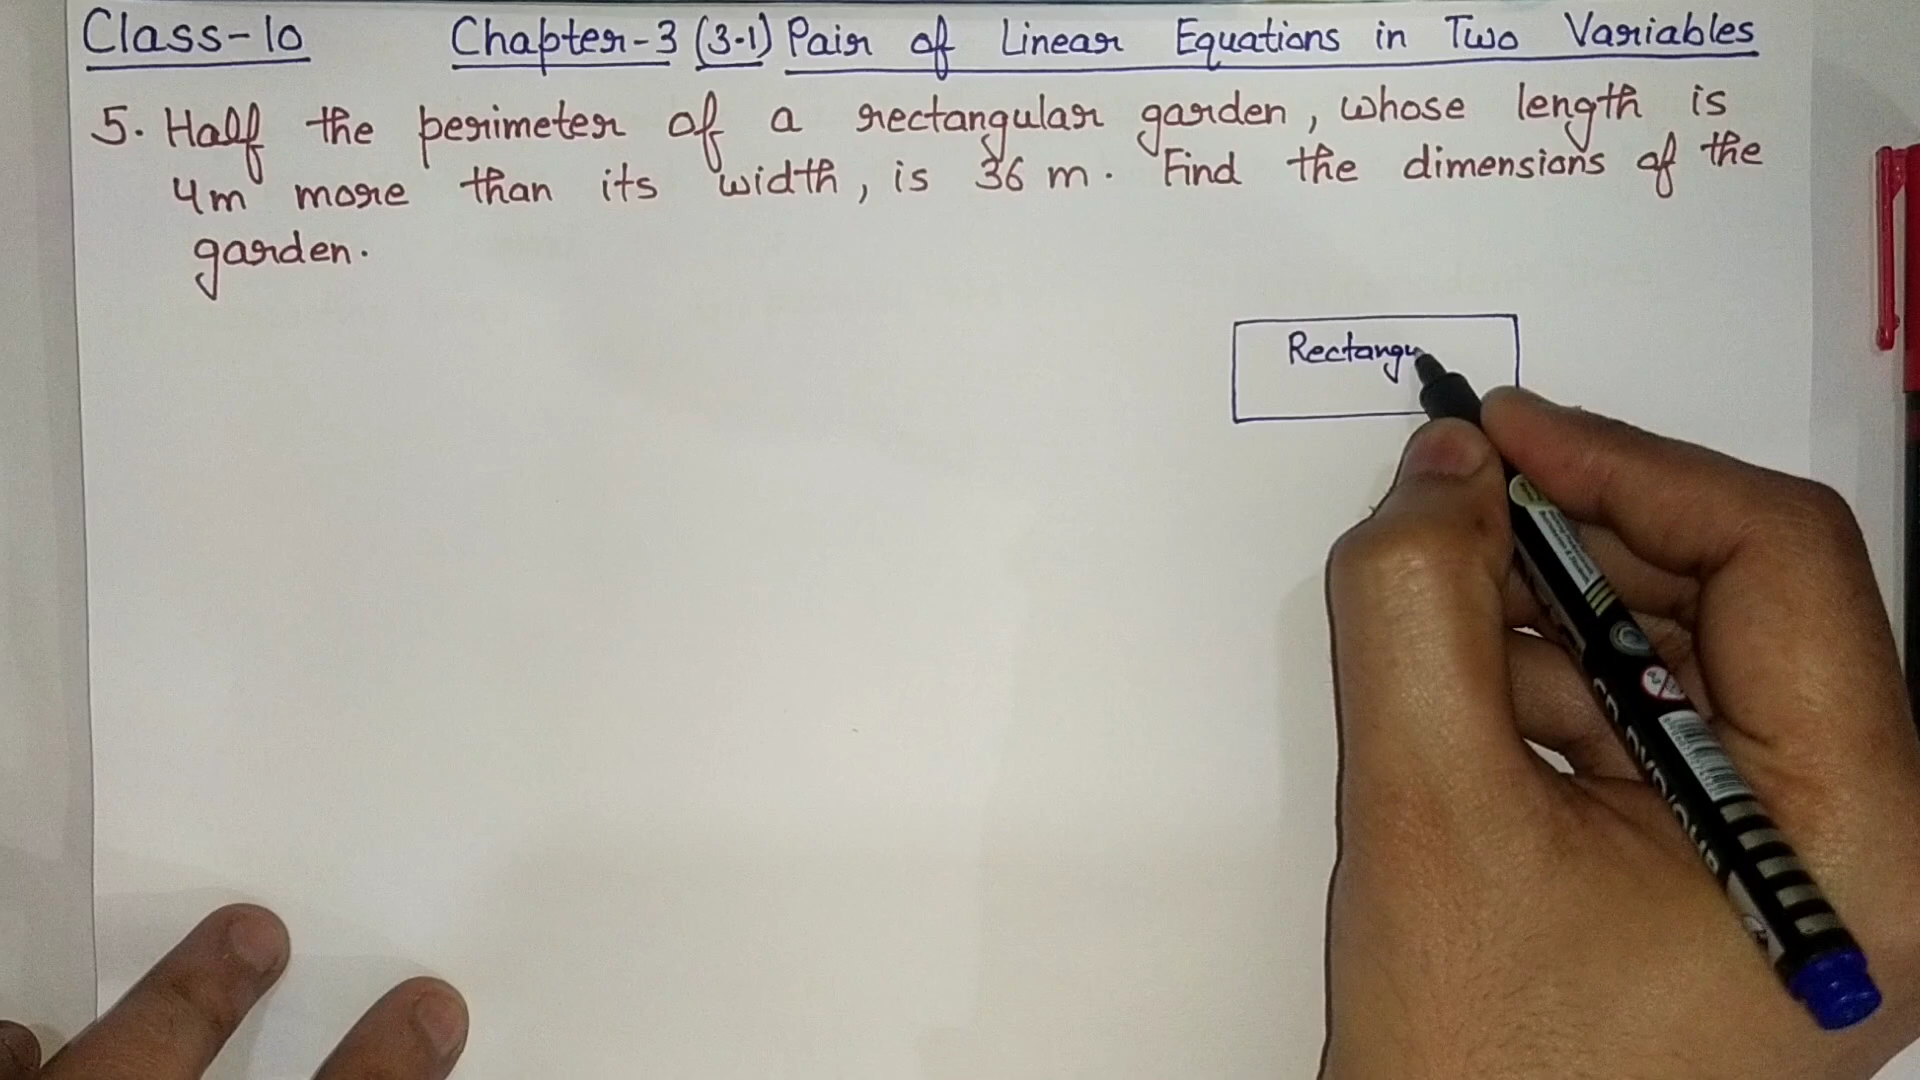 Class-10 Chapter-3 (3.1) Pair of Linear Equations in Two Variables
5. Half the perimeter of a rectangular garden, whose length is
4m more than its width, is 36 m. Find the dimensions of the
garden.
Rectangu